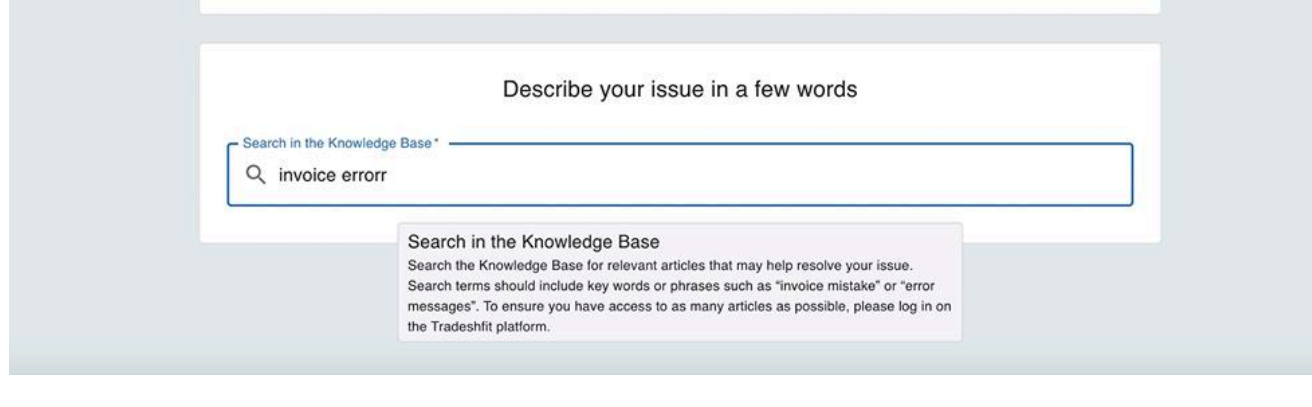 Describe your issue in a few words
Search in the Knowledge Base*
invoice errorr
Search in the Knowledge Base
Search the Knowledge Base for relevant articles that may help resolve your issue.
Search terms should include key words or phrases such as “invoice mistake” or “error
messages”. To ensure you have access to as many articles as possible, please log in on
the Tradeshfit platform.